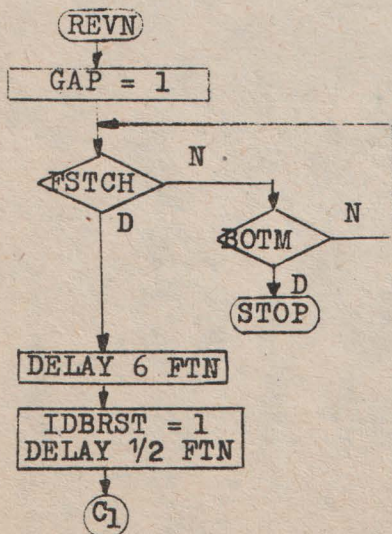 REVN
GAP = 1
N
FSTCH
D
N
BOTM
D
STOP
DELAY 6 FTN
IDBRST = 1
DELAY 1/2 FTN
C1